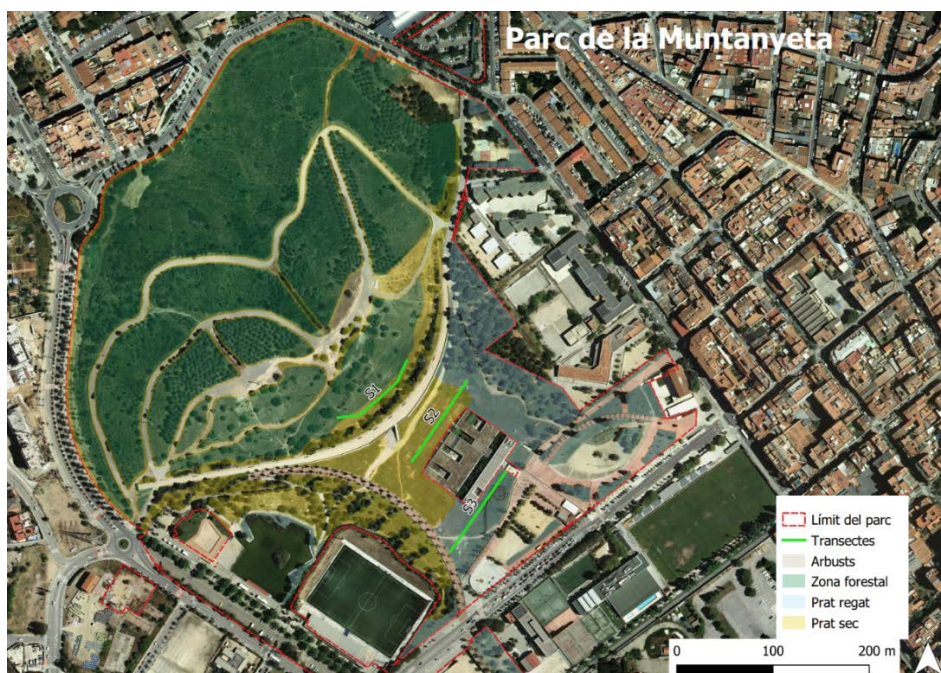 Parc de la Muntanyeta
S1
S2
S3
Límit del parc
Transectes
Arbusts
Zona forestal
Prat regat
Prat sec
0 100 200 m